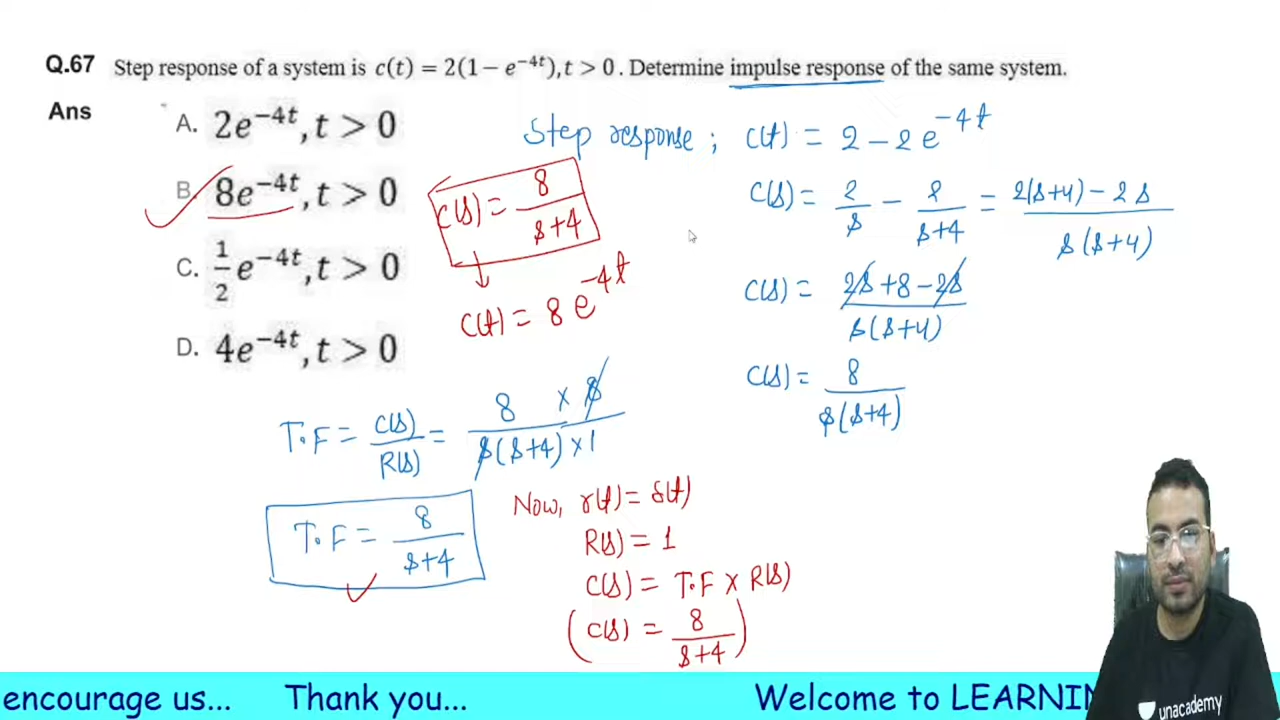 Q.67 Step response of a system is c(t) = 2(1 − e^{−4t}), t > 0. Determine impulse response of the same system.
Ans
A. 2e^{−4t}, t > 0
B. 8e^{−4t}, t > 0
C. 1/2 e^{−4t}, t > 0
D. 4e^{−4t}, t > 0
Step response ; c(t) = 2 − 2e^{−4t}
C(s) = 2/s − 2/(s+4) = (2(s+4) − 2s)/(s(s+4))
C(s) = (2s + 8 − 2s)/(s(s+4))
C(s) = 8/(s(s+4))
T.F = C(s)/R(s) = (8 × s)/(s(s+4) × 1)
T.F = 8/(s+4)
Now, r(t) = δ(t)
R(s) = 1
C(s) = T.F × R(s)
(C(s) = 8/(s+4))
C(s) = 8/(s+4)
↓
c(t) = 8e^{−4t}
unacademy
encourage us... Thank you... Welcome to LEARNIN